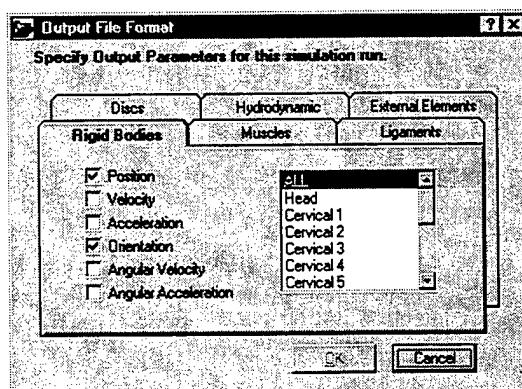 Output File Format
Specify Output Parameters for this simulation run.
Discs Hydrodynamic External Elements
Rigid Bodies Muscles Ligaments
Position
Velocity
Acceleration
Orientation
Angular Velocity
Angular Acceleration
ALL
Head
Cervical 1
Cervical 2
Cervical 3
Cervical 4
Cervical 5
OK Cancel